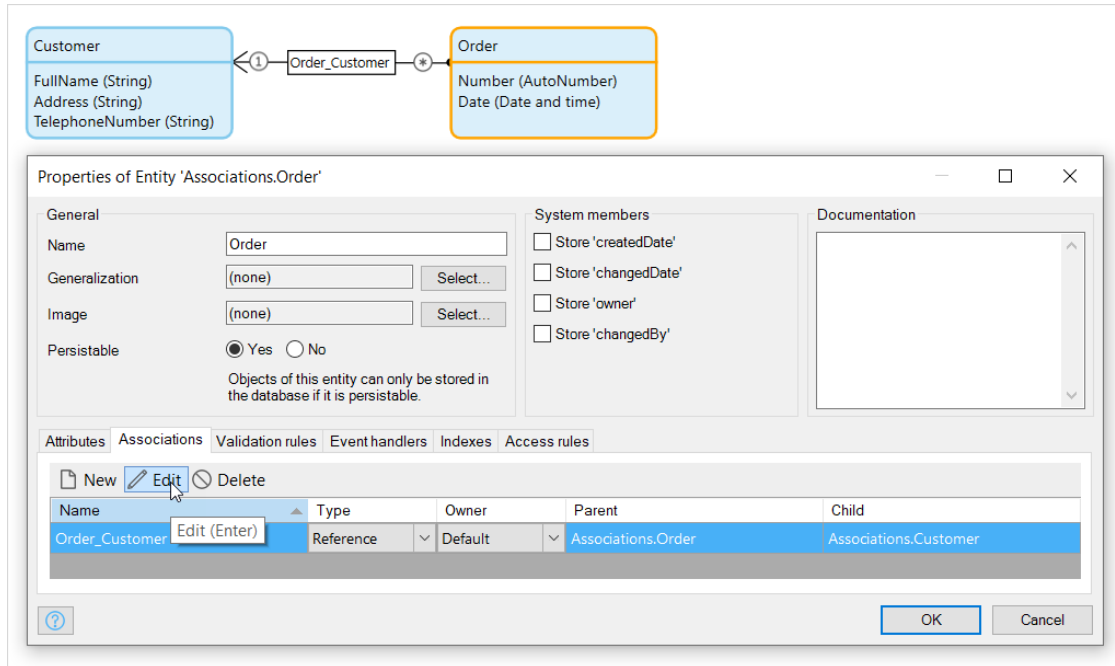 Customer
FullName (String)
Address (String)
TelephoneNumber (String)
1
Order_Customer
*
Order
Number (AutoNumber)
Date (Date and time)
Properties of Entity 'Associations.Order'
General
Name
Order
Generalization
(none)
Select...
Image
(none)
Select...
Persistable
Yes
No
Objects of this entity can only be stored in
the database if it is persistable.
System members
Store 'createdDate'
Store 'changedDate'
Store 'owner'
Store 'changedBy'
Documentation
Attributes Associations Validation rules Event handlers Indexes Access rules
New Edit Delete
Name Type Owner Parent Child
Order_Customer Reference Default Associations.Order Associations.Customer
Edit (Enter)
?
OK Cancel